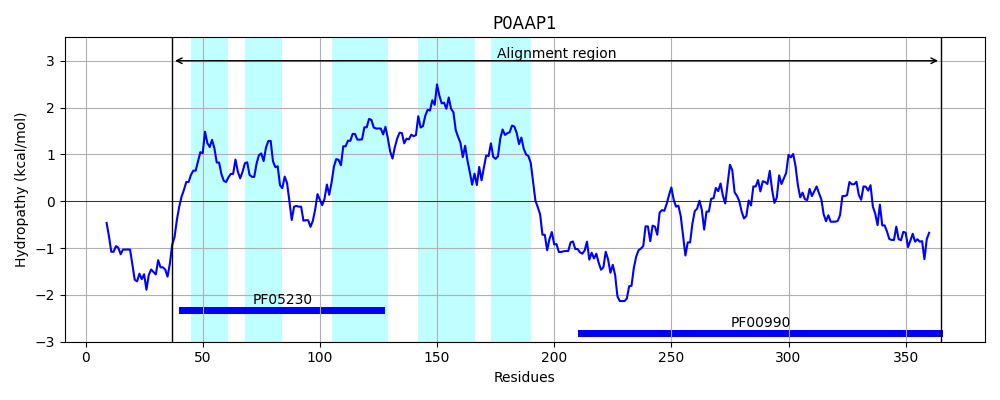 P0AAP1
Hydropathy (kcal/mol)
3
2
1
0
−1
−2
−3
Alignment region
PF05230
PF00990
0 50 100 150 200 250 300 350
Residues